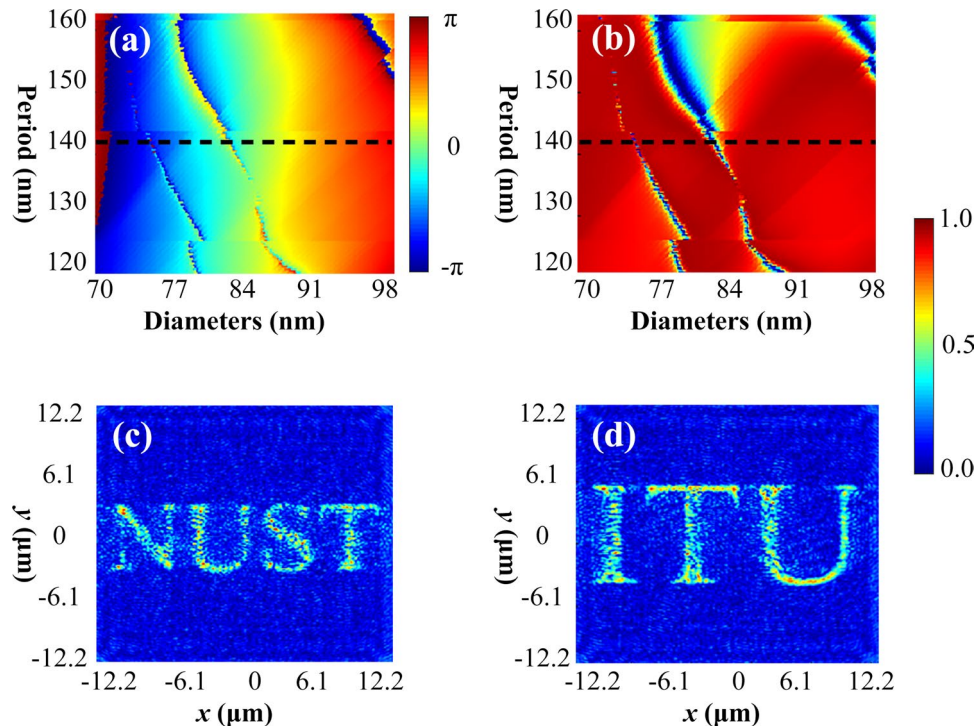 (a)
160
150
140
130
120
Period (nm)
70 77 84 91 98
Diameters (nm)
π
0
-π
(b)
160
150
140
130
120
Period (nm)
70 77 84 91 98
Diameters (nm)
1.0
0.5
0.0
(c)
NUST
12.2
6.1
0
-6.1
-12.2
y (µm)
-12.2 -6.1 0 6.1 12.2
x (µm)
(d)
ITU
12.2
6.1
0
-6.1
-12.2
y (µm)
-12.2 -6.1 0 6.1 12.2
x (µm)